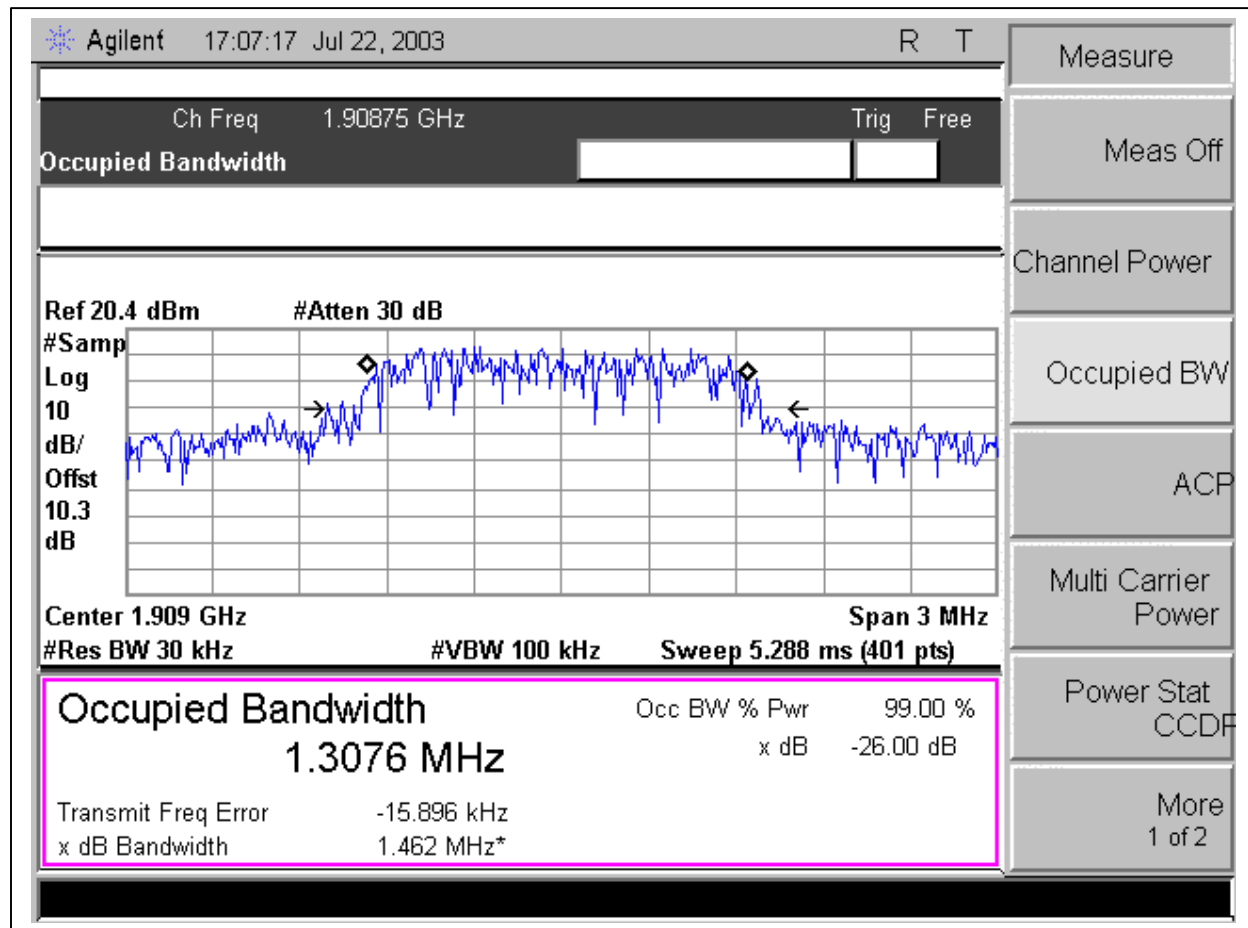 Agilent 17:07:17 Jul 22, 2003 R T
Measure
Ch Freq 1.90875 GHz Trig Free
Occupied Bandwidth
Meas Off
Channel Power
Occupied BW
ACP
Multi Carrier
Power
Power Stat
CCDF
More
1 of 2
Ref 20.4 dBm #Atten 30 dB
#Samp
Log
10
dB/
Offst
10.3
dB
Center 1.909 GHz Span 3 MHz
#Res BW 30 kHz #VBW 100 kHz Sweep 5.288 ms (401 pts)
Occupied Bandwidth Occ BW % Pwr 99.00 %
1.3076 MHz x dB -26.00 dB
Transmit Freq Error -15.896 kHz
x dB Bandwidth 1.462 MHz*